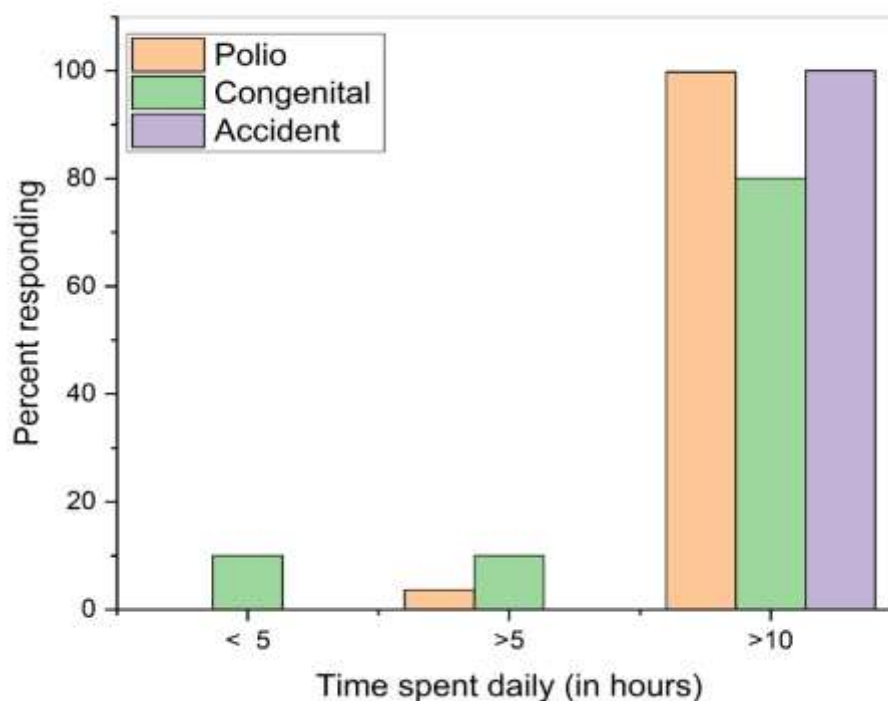 Polio
Congenital
Accident
Percent responding
100
80
60
40
20
0
< 5
>5
>10
Time spent daily (in hours)